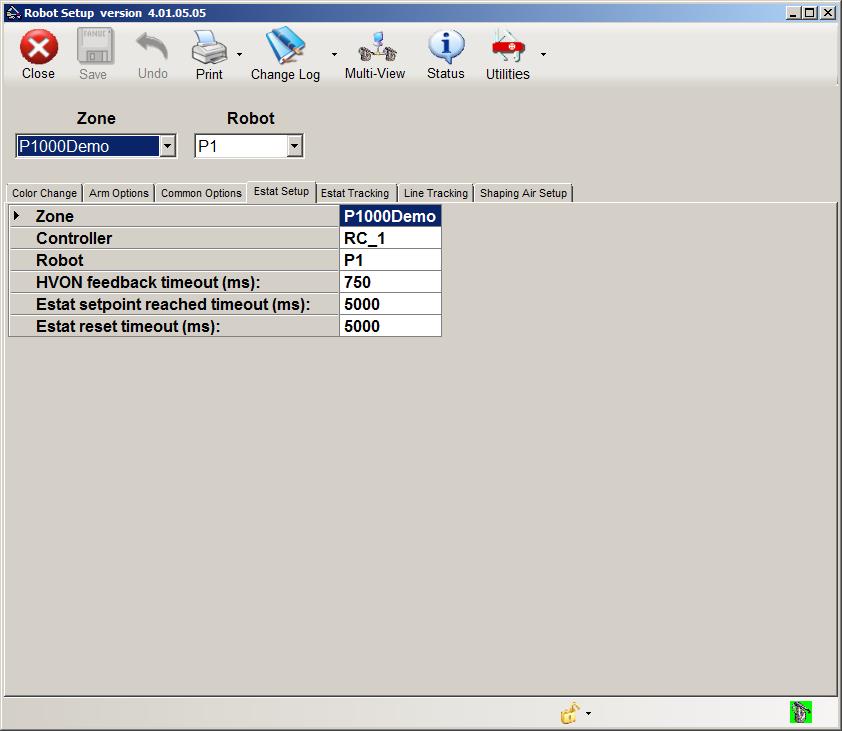 Robot Setup version 4.01.05.05
FANUC
Close Save Undo Print Change Log Multi-View Status Utilities
Zone Robot
P1000Demo P1
Color Change Arm Options Common Options Estat Setup Estat Tracking Line Tracking Shaping Air Setup
Zone P1000Demo
Controller RC_1
Robot P1
HVON feedback timeout (ms): 750
Estat setpoint reached timeout (ms): 5000
Estat reset timeout (ms): 5000